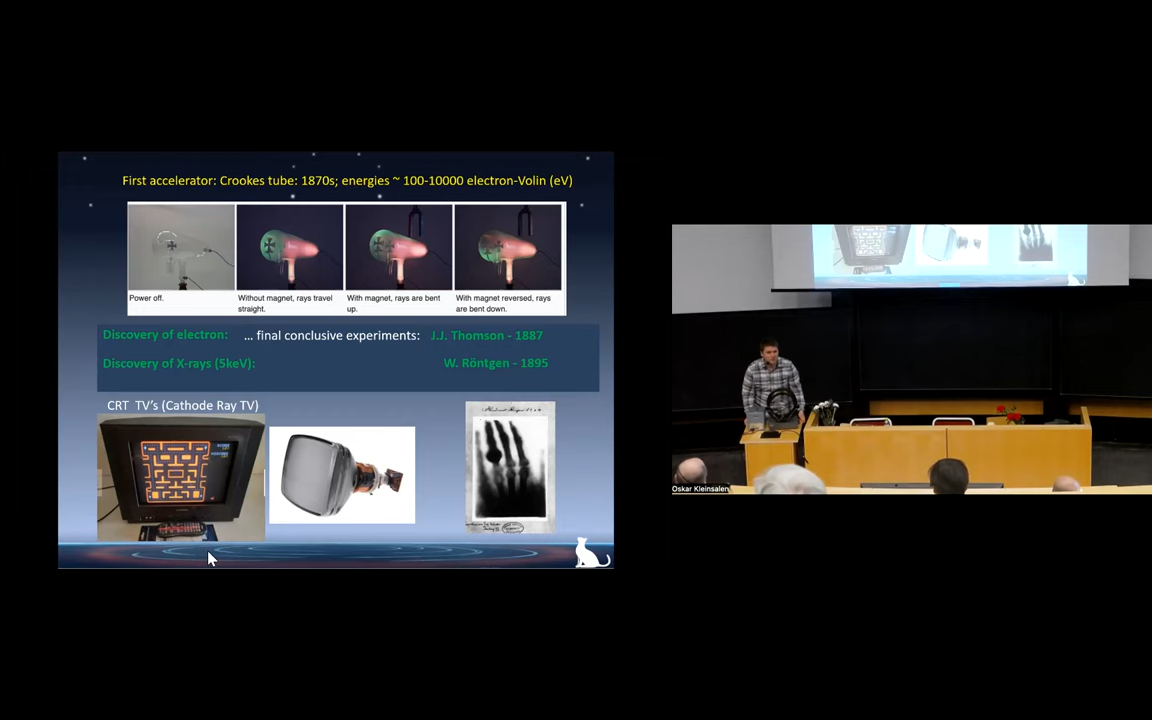 First accelerator: Crookes tube: 1870s; energies ~ 100-10000 electron-Volin (eV)
Power off.
Without magnet, rays travel
straight.
With magnet, rays are bent
up.
With magnet reversed, rays
are bent down.
Discovery of electron: ... final conclusive experiments: J.J. Thomson - 1887
Discovery of X-rays (5keV): W. Röntgen - 1895
CRT TV's (Cathode Ray TV)
Oskar Kleinsalen